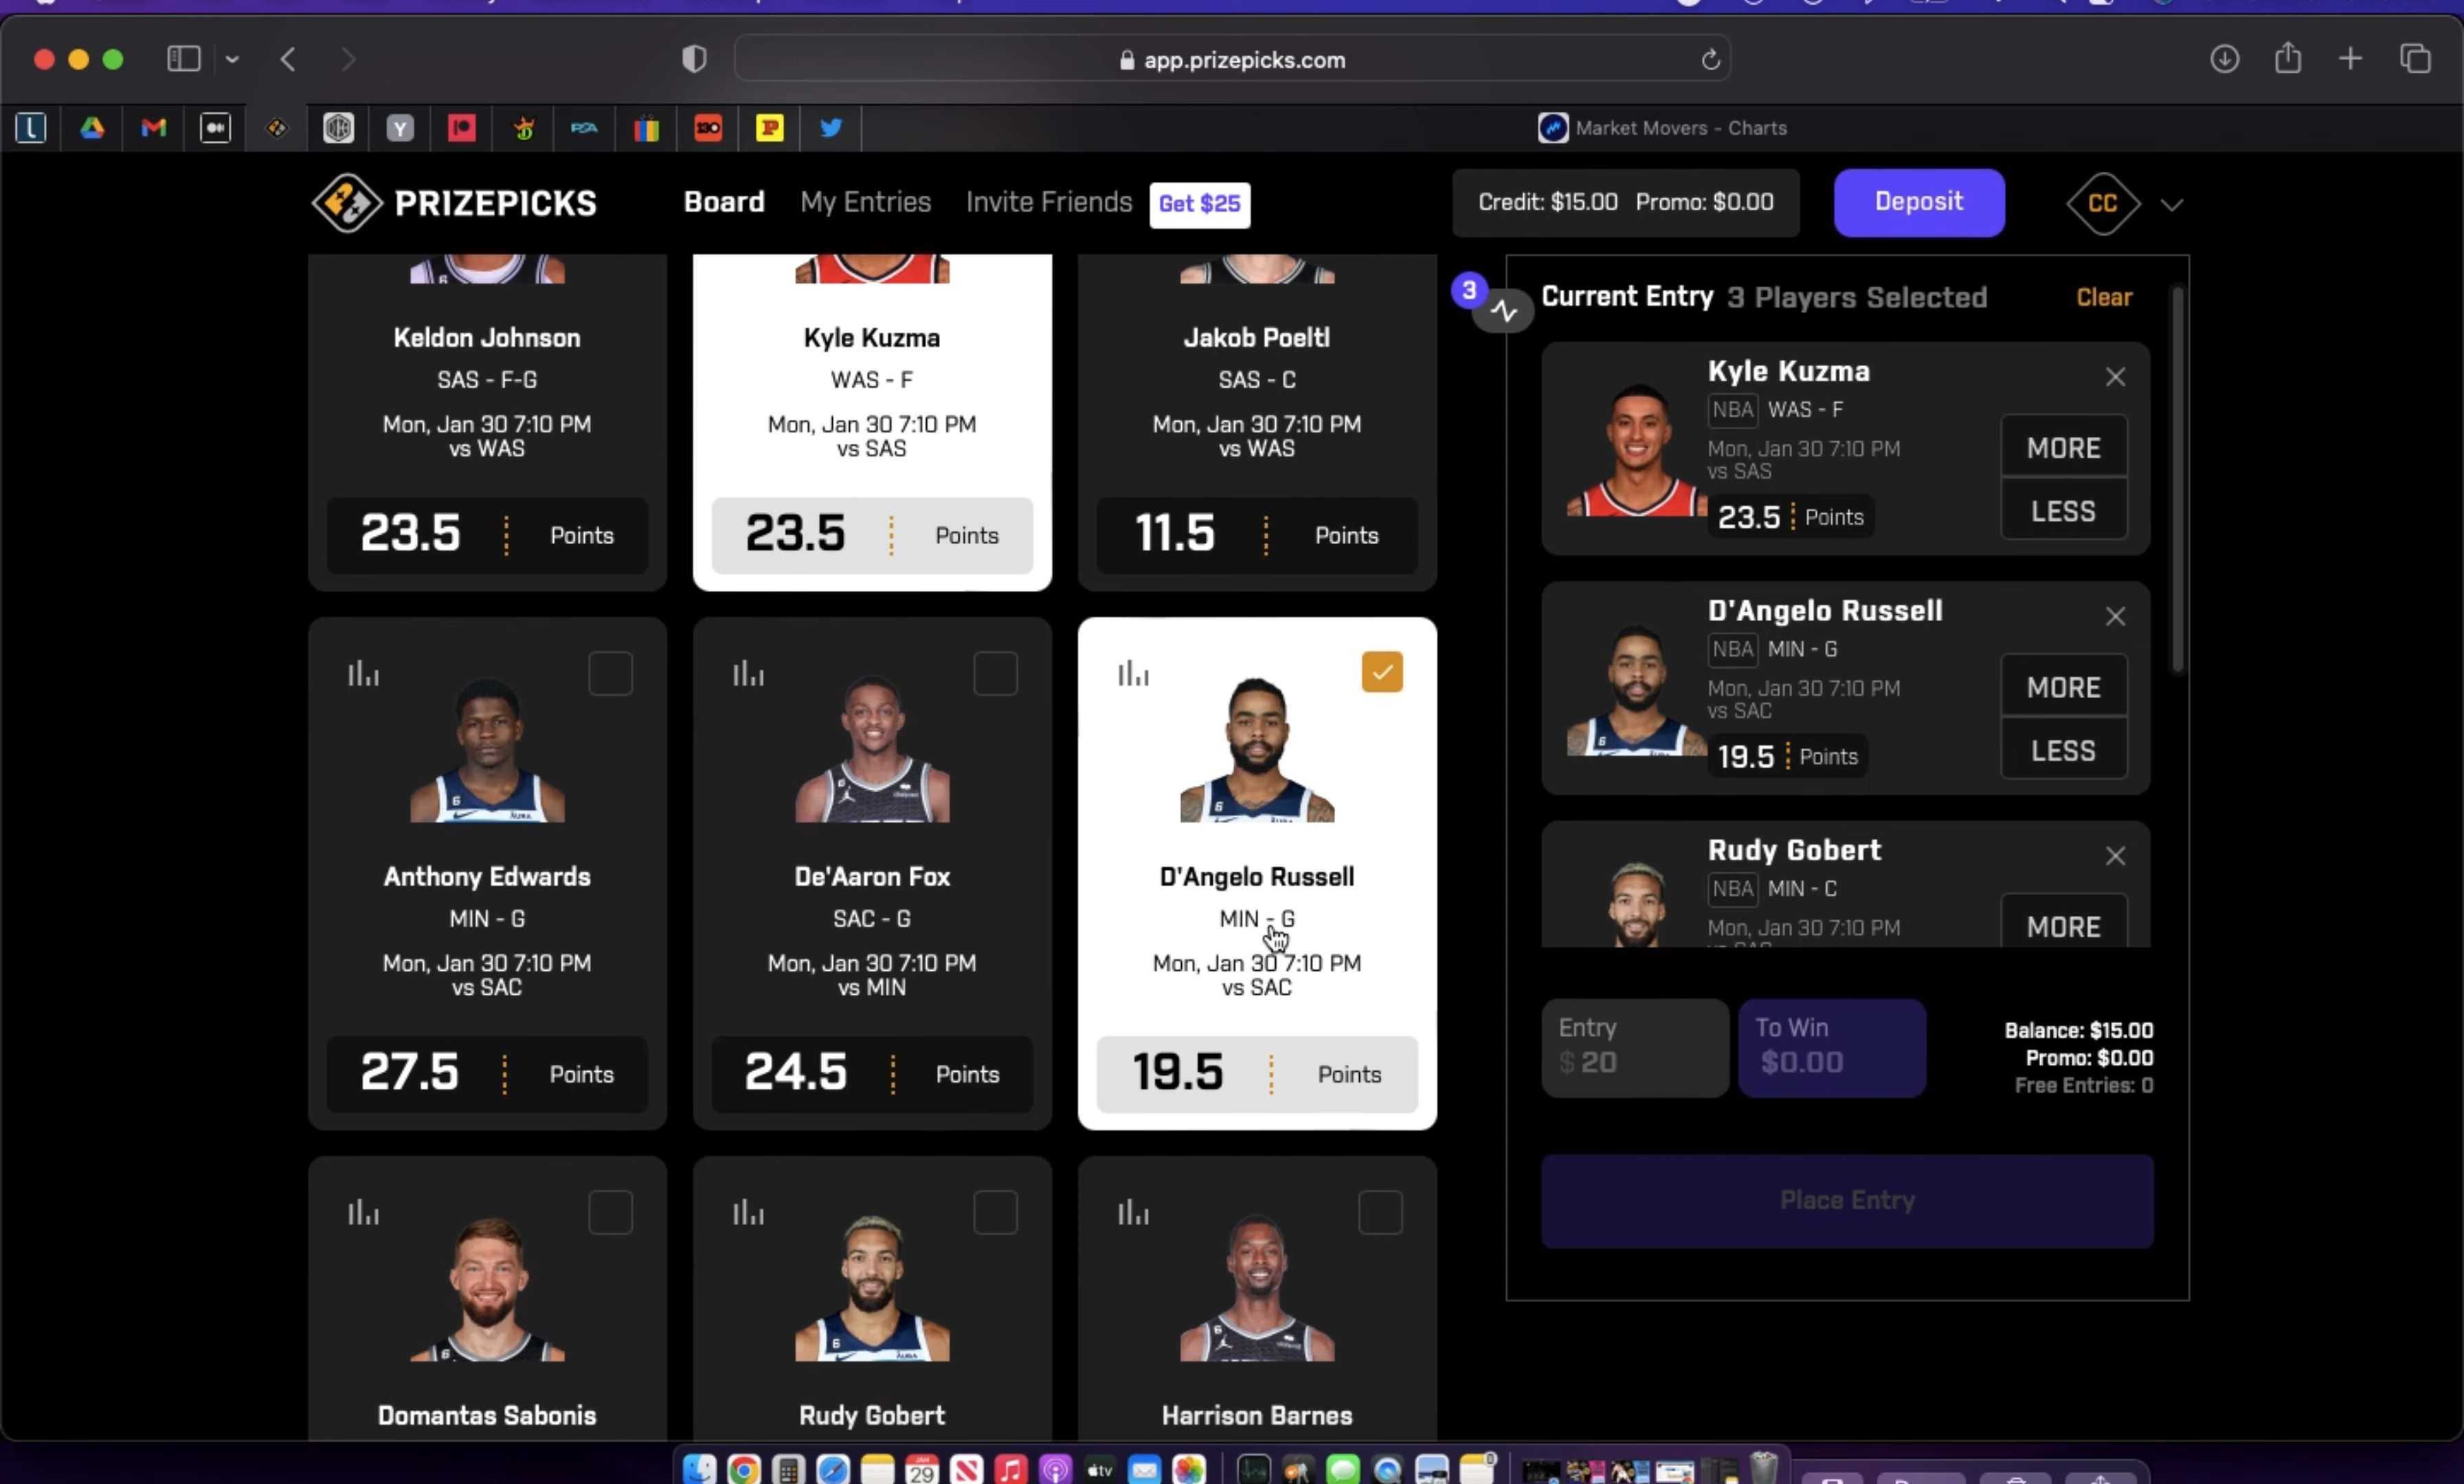 app.prizepicks.com
Market Movers - Charts
PRIZEPICKS
Board
My Entries
Invite Friends
Get $25
Credit: $15.00 Promo: $0.00
Deposit
CC
Keldon Johnson
SAS - F-G
Mon, Jan 30 7:10 PM
vs WAS
23.5 Points
Kyle Kuzma
WAS - F
Mon, Jan 30 7:10 PM
vs SAS
23.5 Points
Jakob Poeltl
SAS - C
Mon, Jan 30 7:10 PM
vs WAS
11.5 Points
Anthony Edwards
MIN - G
Mon, Jan 30 7:10 PM
vs SAC
27.5 Points
De'Aaron Fox
SAC - G
Mon, Jan 30 7:10 PM
vs MIN
24.5 Points
D'Angelo Russell
MIN - G
Mon, Jan 30 7:10 PM
vs SAC
19.5 Points
Domantas Sabonis
Rudy Gobert
Harrison Barnes
3
Current Entry 3 Players Selected
Clear
Kyle Kuzma
NBA WAS - F
Mon, Jan 30 7:10 PM
vs SAS
23.5 Points
MORE
LESS
D'Angelo Russell
NBA MIN - G
Mon, Jan 30 7:10 PM
vs SAC
19.5 Points
MORE
LESS
Rudy Gobert
NBA MIN - C
Mon, Jan 30 7:10 PM
MORE
Entry
$ 20
To Win
$0.00
Balance: $15.00
Promo: $0.00
Free Entries: 0
Place Entry
JAN
29
tv